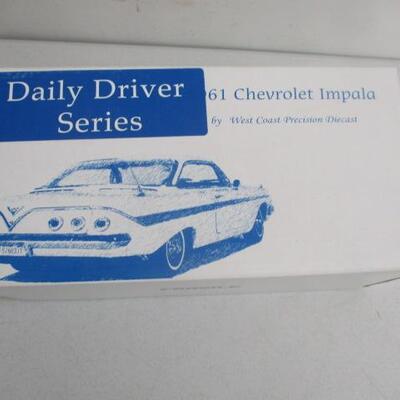 Daily Driver
Series
961 Chevrolet Impala
by West Coast Precision Diecast